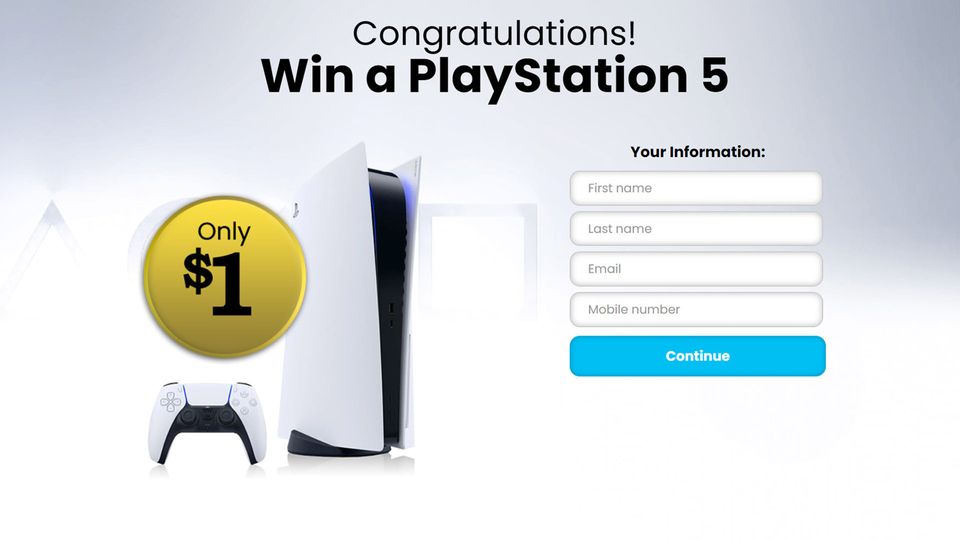 Congratulations!
Win a PlayStation 5
Only
$1
Your Information:
First name
Last name
Email
Mobile number
Continue